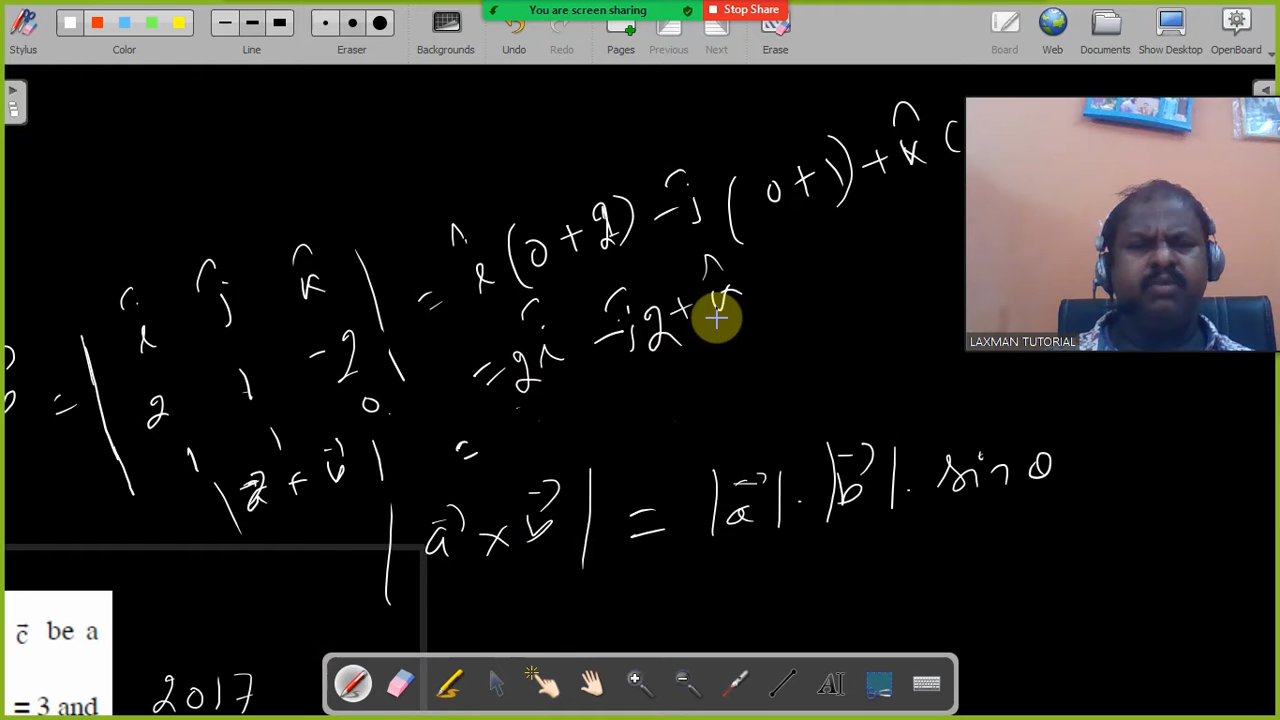 You are screen sharing Stop Share
Stylus Color Line Eraser Backgrounds Undo Redo Pages Previous Next Erase Board Web Documents Show Desktop OpenBoard
= î(0+2) - ĵ(0+1) + k̂(
| î ĵ k̂ |
= 2î - ĵ2 + k̂
= | 2 1 -2 |
1 1 0
|a⃗ + b⃗| =
|a⃗ × b⃗| = |a⃗| · |b⃗| · sin θ
LAXMAN TUTORIAL
c̄ be a
= 3 and
2017